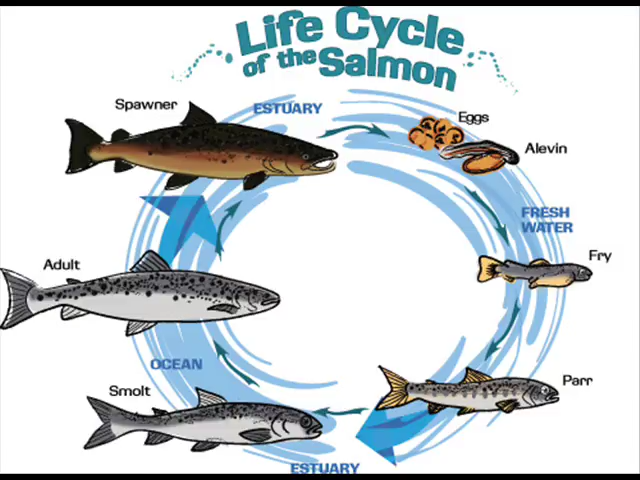 Life Cycle
of the Salmon
Spawner
ESTUARY
Eggs
Alevin
FRESH
WATER
Fry
Adult
OCEAN
Parr
Smolt
ESTUARY